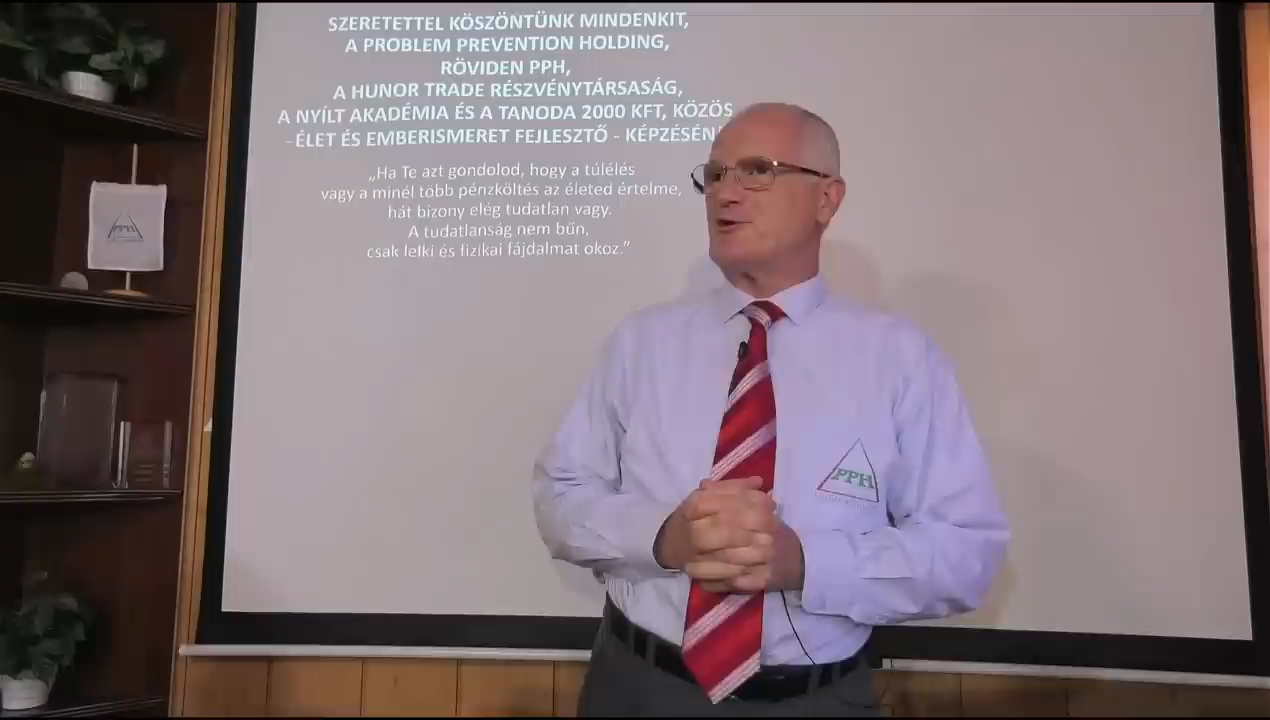 SZERETETTEL KÖSZÖNTÜNK MINDENKIT,
A PROBLEM PREVENTION HOLDING,
RÖVIDEN PPH,
A HUNOR TRADE RÉSZVÉNYTÁRSASÁG,
A NYÍLT AKADÉMIA ÉS A TANODA 2000 KFT, KÖZÖS
- ÉLET ÉS EMBERISMERET FEJLESZTŐ - KÉPZÉSÉN
„Ha Te azt gondolod, hogy a túlélés
vagy a minél több pénzköltés az életed értelme,
hát bizony elég tudatlan vagy.
A tudatlanság nem bűn,
csak lelki és fizikai fájdalmat okoz."
PPH
PPH